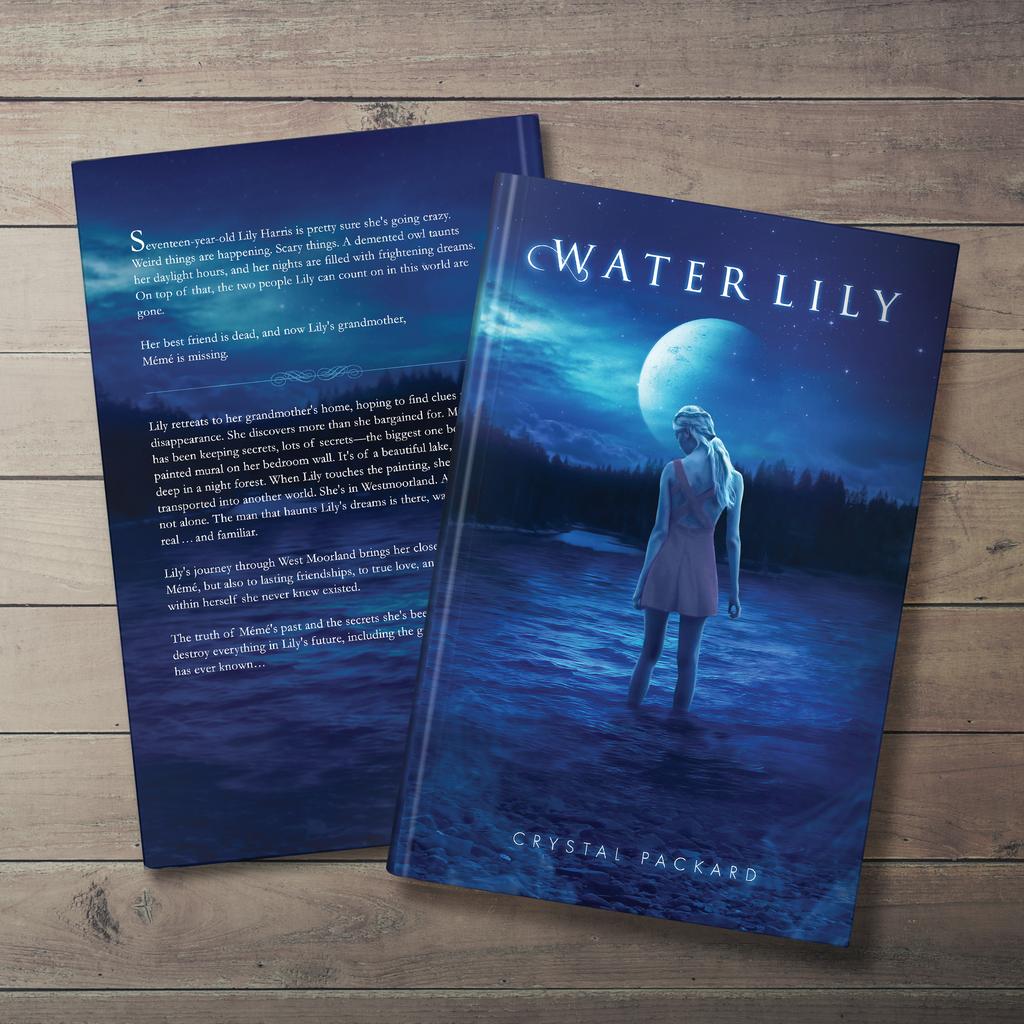 Seventeen-year-old Lily Harris is pretty sure she's going crazy.
Weird things are happening. Scary things. A demented owl taunts
her daylight hours, and her nights are filled with frightening dreams.
On top of that, the two people Lily can count on in this world are
gone.
Her best friend is dead, and now Lily's grandmother,
Mémé is missing.
Lily retreats to her grandmother's home, hoping to find clues
disappearance. She discovers more than she bargained for.
has been keeping secrets, lots of secrets—the biggest one
painted mural on her bedroom wall. It's of a beautiful lake,
deep in a night forest. When Lily touches the painting, she
transported into another world. She's in Westmoorland. A
not alone. The man that haunts Lily's dreams is there,
real ... and familiar.
Lily's journey through West Moorland brings her
Mémé, but also to lasting friendships, to true love,
within herself she never knew existed.
The truth of Mémé's past and the secrets she's
destroy everything in Lily's future, including the
has ever known...
WATER LILY
CRYSTAL PACKARD